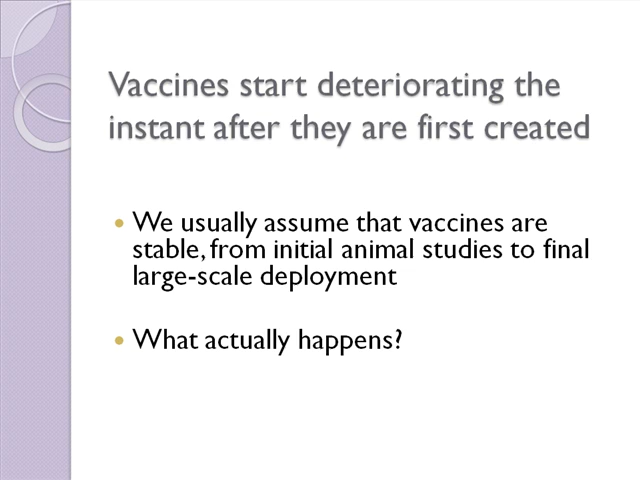 Vaccines start deteriorating the
instant after they are first created
• We usually assume that vaccines are
stable, from initial animal studies to final
large-scale deployment
• What actually happens?